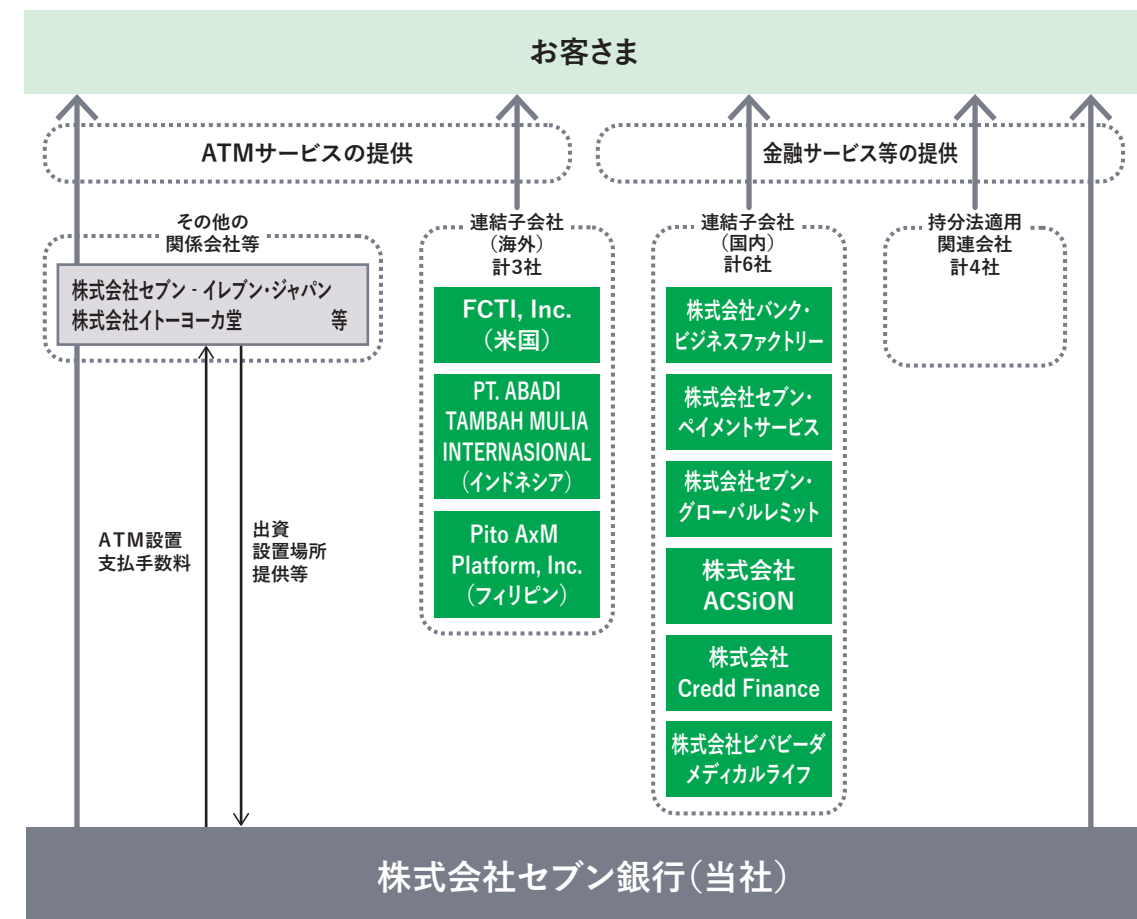 お客さま
ATMサービスの提供
金融サービス等の提供
その他の
関係会社等
株式会社セブン‐イレブン・ジャパン
株式会社イトーヨーカ堂 等
ATM設置
支払手数料
出資
設置場所
提供等
連結子会社
（海外）
計3社
FCTI, Inc.
（米国）
PT. ABADI
TAMBAH MULIA
INTERNASIONAL
（インドネシア）
Pito AxM
Platform, Inc.
（フィリピン）
連結子会社
（国内）
計6社
株式会社バンク・
ビジネスファクトリー
株式会社セブン・
ペイメントサービス
株式会社セブン・
グローバルレミット
株式会社
ACSiON
株式会社
Credd Finance
株式会社ビバビーダ
メディカルライフ
持分法適用
関連会社
計4社
株式会社セブン銀行（当社）